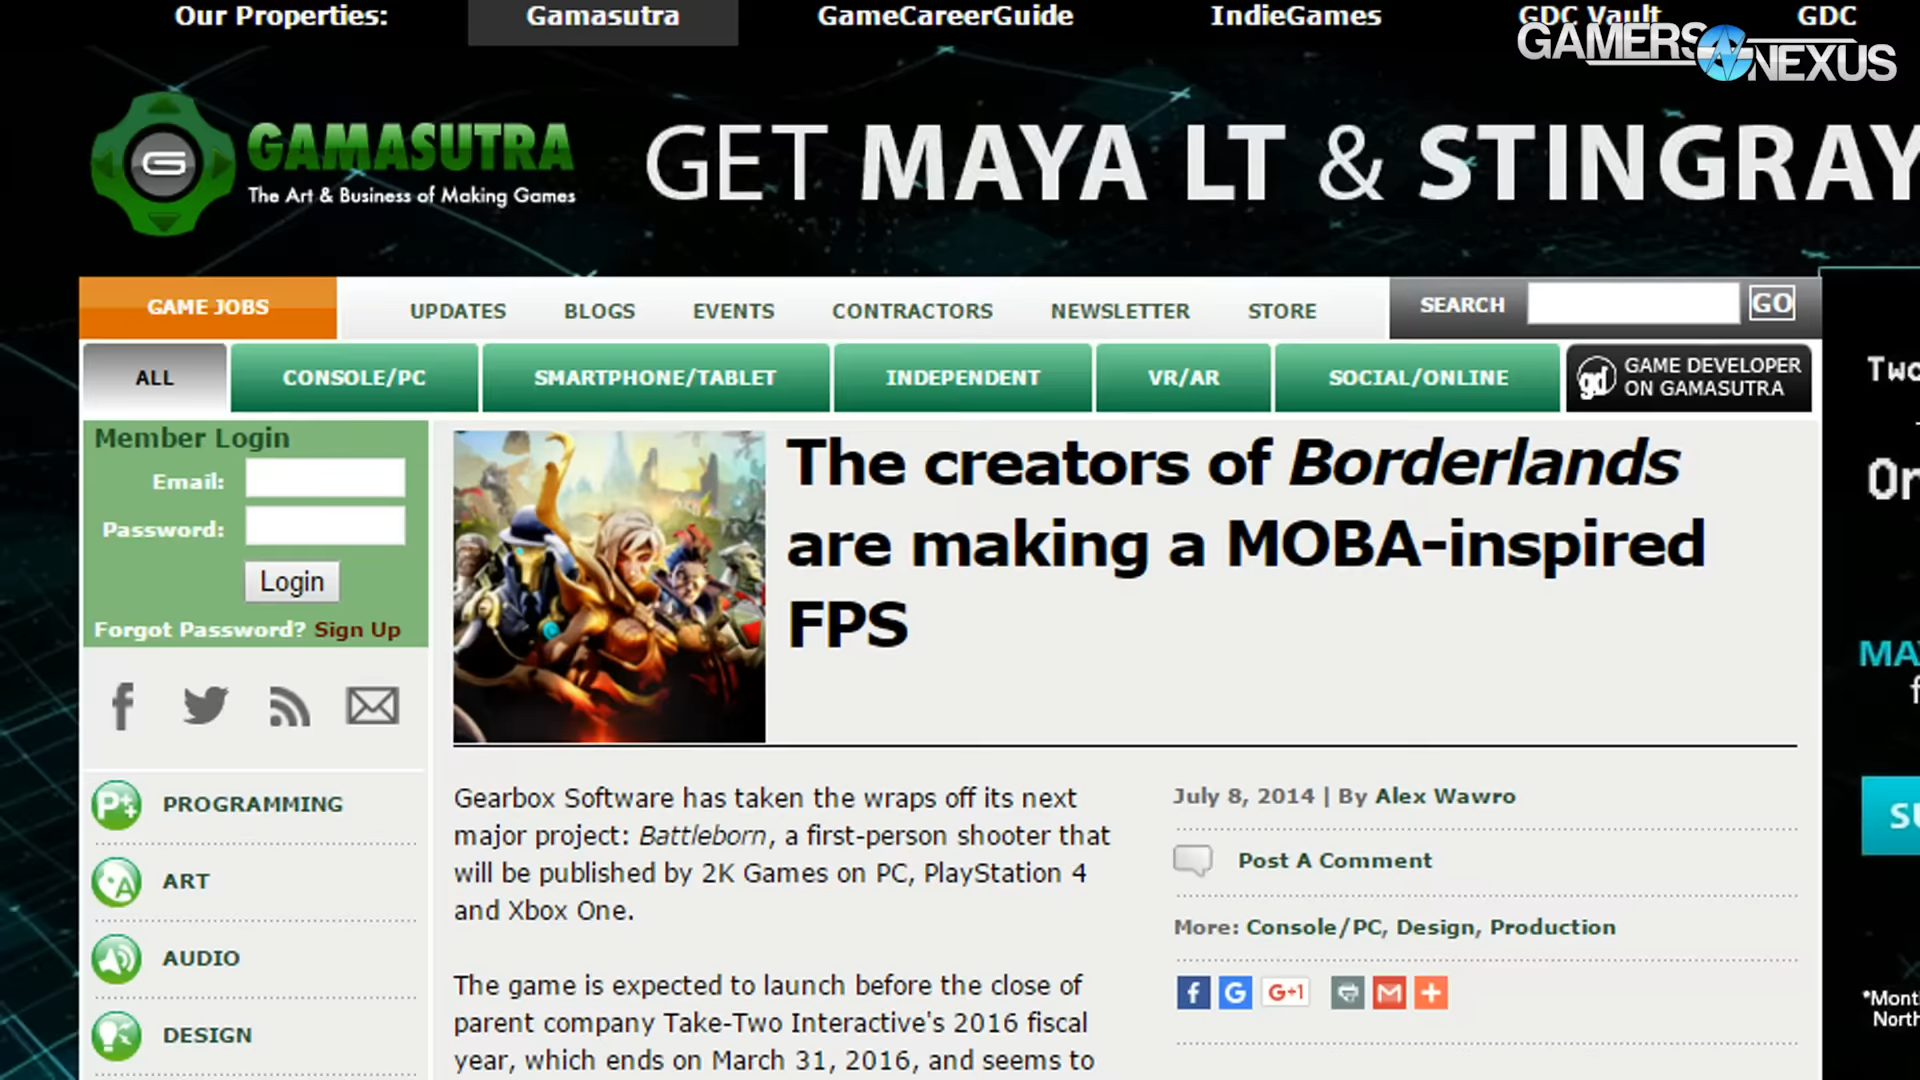 Our Properties: Gamasutra GameCareerGuide IndieGames GDC Vault GDC
GAMERS NEXUS
GAMASUTRA
The Art & Business of Making Games
GET MAYA LT & STINGRAY
GAME JOBS
UPDATES BLOGS EVENTS CONTRACTORS NEWSLETTER STORE
SEARCH GO
ALL CONSOLE/PC SMARTPHONE/TABLET INDEPENDENT VR/AR SOCIAL/ONLINE
GAME DEVELOPER
ON GAMASUTRA
Member Login
Email:
Password:
Login
Forgot Password? Sign Up
PROGRAMMING
ART
AUDIO
DESIGN
The creators of Borderlands
are making a MOBA-inspired
FPS
Gearbox Software has taken the wraps off its next
major project: Battleborn, a first-person shooter that
will be published by 2K Games on PC, PlayStation 4
and Xbox One.
The game is expected to launch before the close of
parent company Take-Two Interactive's 2016 fiscal
year, which ends on March 31, 2016, and seems to
July 8, 2014 | By Alex Wawro
Post A Comment
More: Console/PC, Design, Production
G+1
*Mont
North